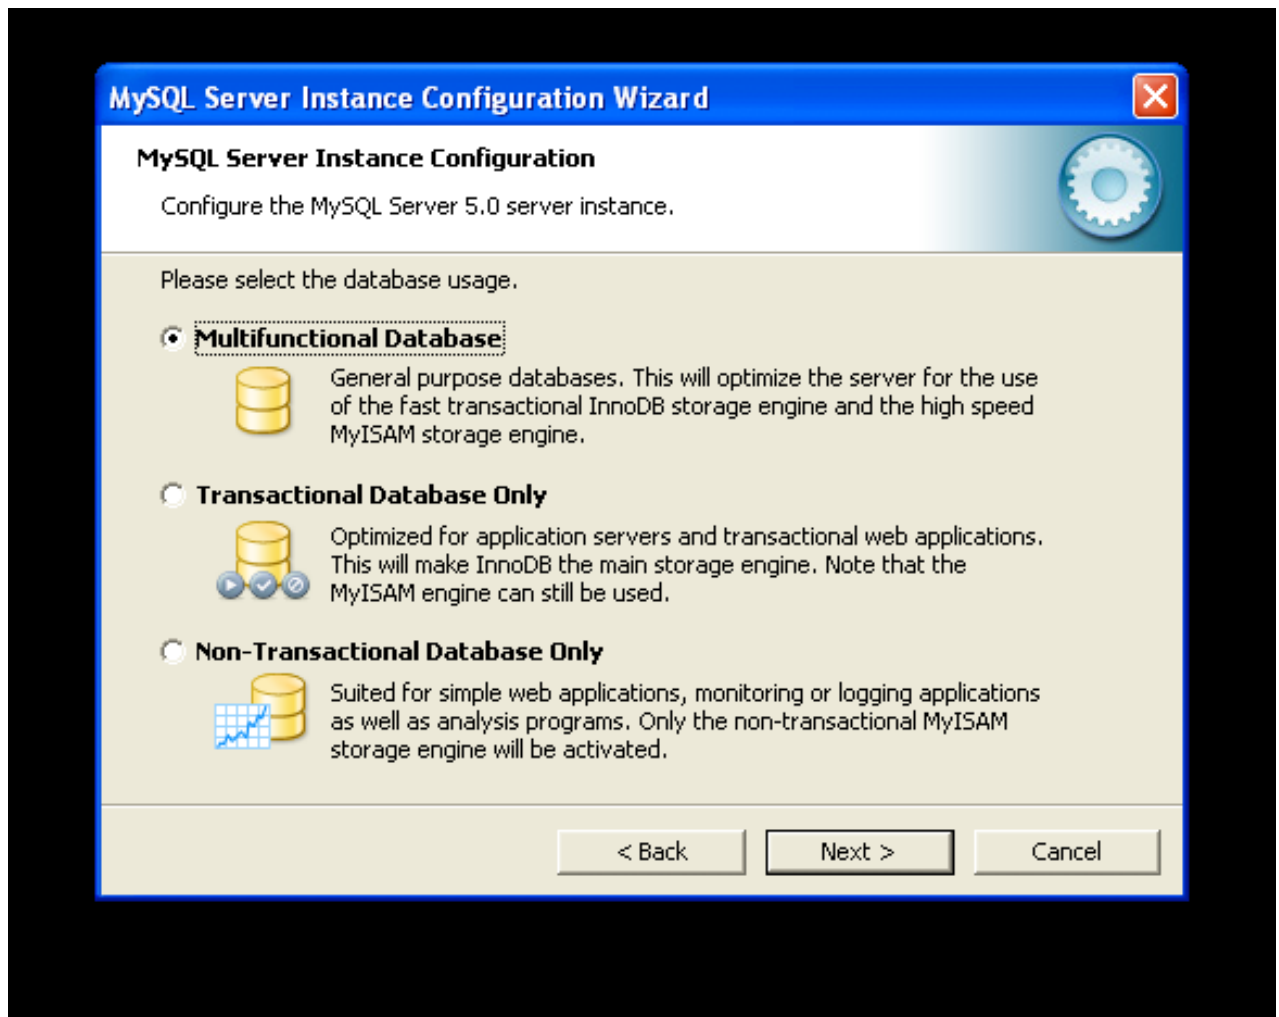 MySQL Server Instance Configuration Wizard
MySQL Server Instance Configuration
Configure the MySQL Server 5.0 server instance.
Please select the database usage.
Multifunctional Database
General purpose databases. This will optimize the server for the use
of the fast transactional InnoDB storage engine and the high speed
MyISAM storage engine.
Transactional Database Only
Optimized for application servers and transactional web applications.
This will make InnoDB the main storage engine. Note that the
MyISAM engine can still be used.
Non-Transactional Database Only
Suited for simple web applications, monitoring or logging applications
as well as analysis programs. Only the non-transactional MyISAM
storage engine will be activated.
< Back Next > Cancel